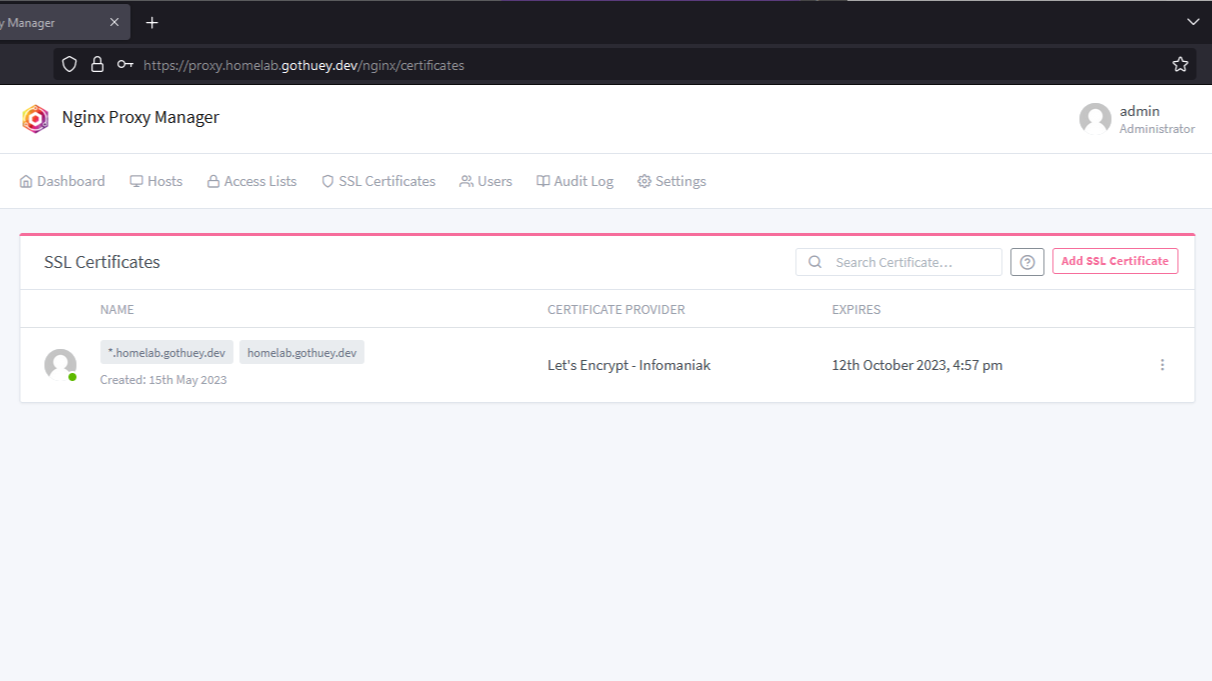 y Manager
https://proxy.homelab.gothuey.dev/nginx/certificates
Nginx Proxy Manager
admin
Administrator
Dashboard Hosts Access Lists SSL Certificates Users Audit Log Settings
SSL Certificates Search Certificate... Add SSL Certificate
NAME CERTIFICATE PROVIDER EXPIRES
*.homelab.gothuey.dev homelab.gothuey.dev
Let's Encrypt - Infomaniak 12th October 2023, 4:57 pm
Created: 15th May 2023